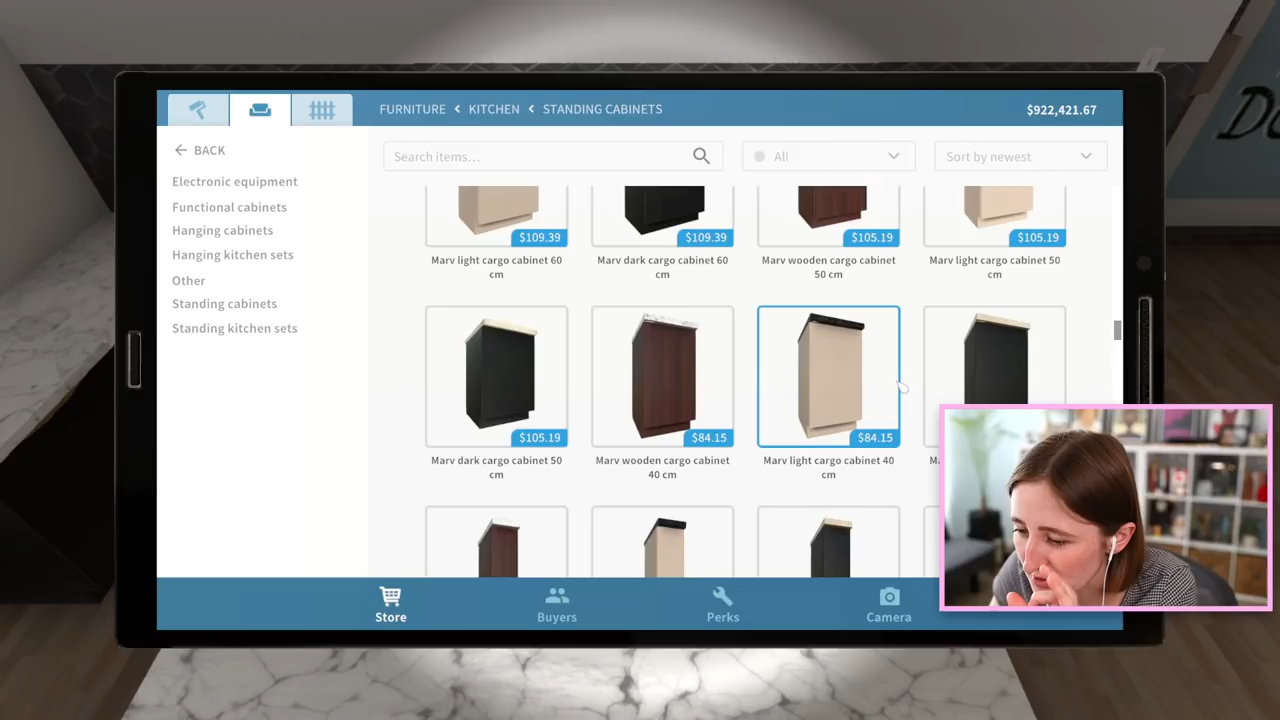 FURNITURE < KITCHEN < STANDING CABINETS
$922,421.67
BACK
Search items...
All
Sort by newest
Electronic equipment
Functional cabinets
Hanging cabinets
Hanging kitchen sets
Other
Standing cabinets
Standing kitchen sets
$109.39
$109.39
$105.19
$105.19
Marv light cargo cabinet 60
cm
Marv dark cargo cabinet 60
cm
Marv wooden cargo cabinet
50 cm
Marv light cargo cabinet 50
cm
$105.19
$84.15
$84.15
Marv dark cargo cabinet 50
cm
Marv wooden cargo cabinet
40 cm
Marv light cargo cabinet 40
cm
Store
Buyers
Perks
Camera